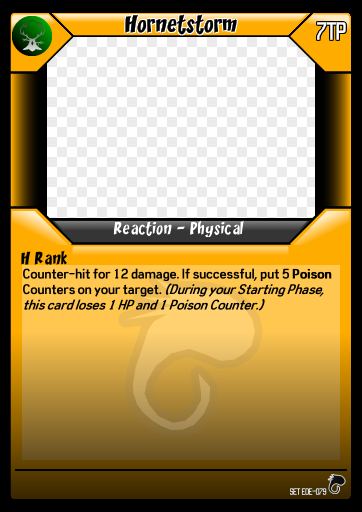 Hornetstorm
7TP
Reaction - Physical
H Rank
Counter-hit for 12 damage. If successful, put 5 Poison
Counters on your target. (During your Starting Phase,
this card loses 1 HP and 1 Poison Counter.)
SET EOE-079